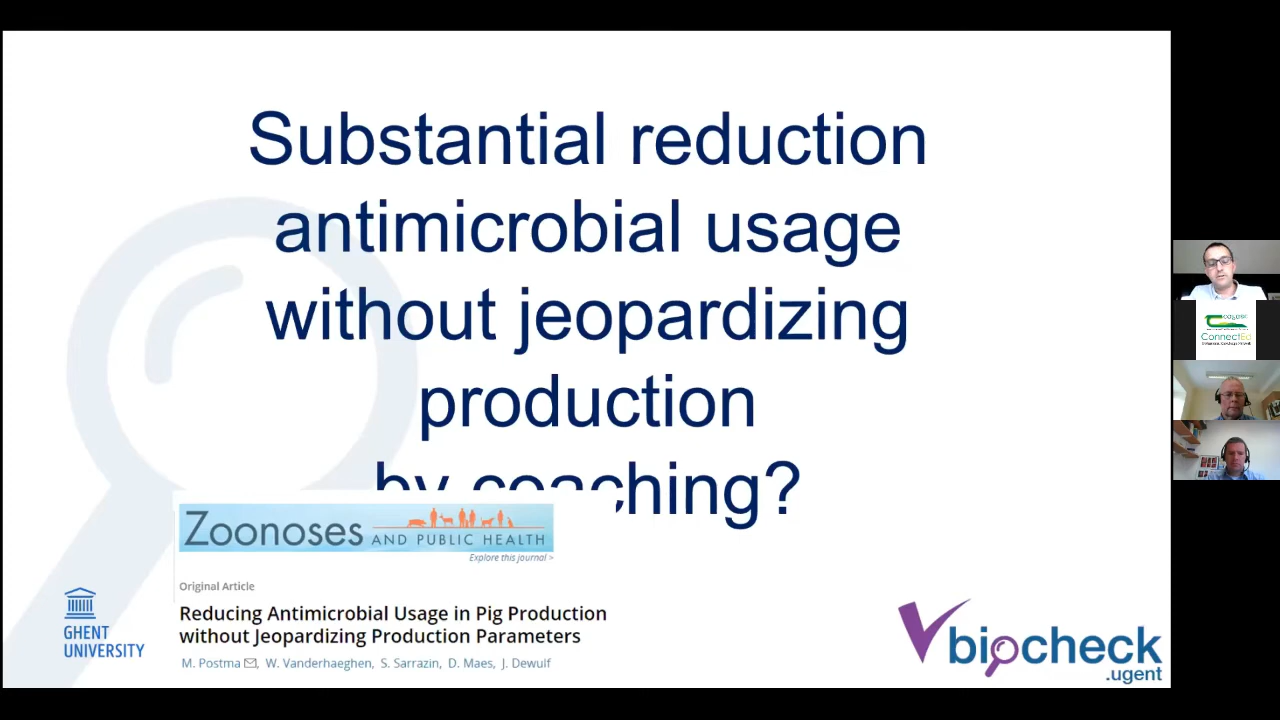 Substantial reduction
antimicrobial usage
without jeopardizing
production
by coaching?
Zoonoses AND PUBLIC HEALTH
Explore this journal >
Original Article
Reducing Antimicrobial Usage in Pig Production
without Jeopardizing Production Parameters
M. Postma, W. Vanderhaeghen, S. Sarrazin, D. Maes, J. Dewulf
GHENT
UNIVERSITY
biocheck
.ugent
ConnectEd